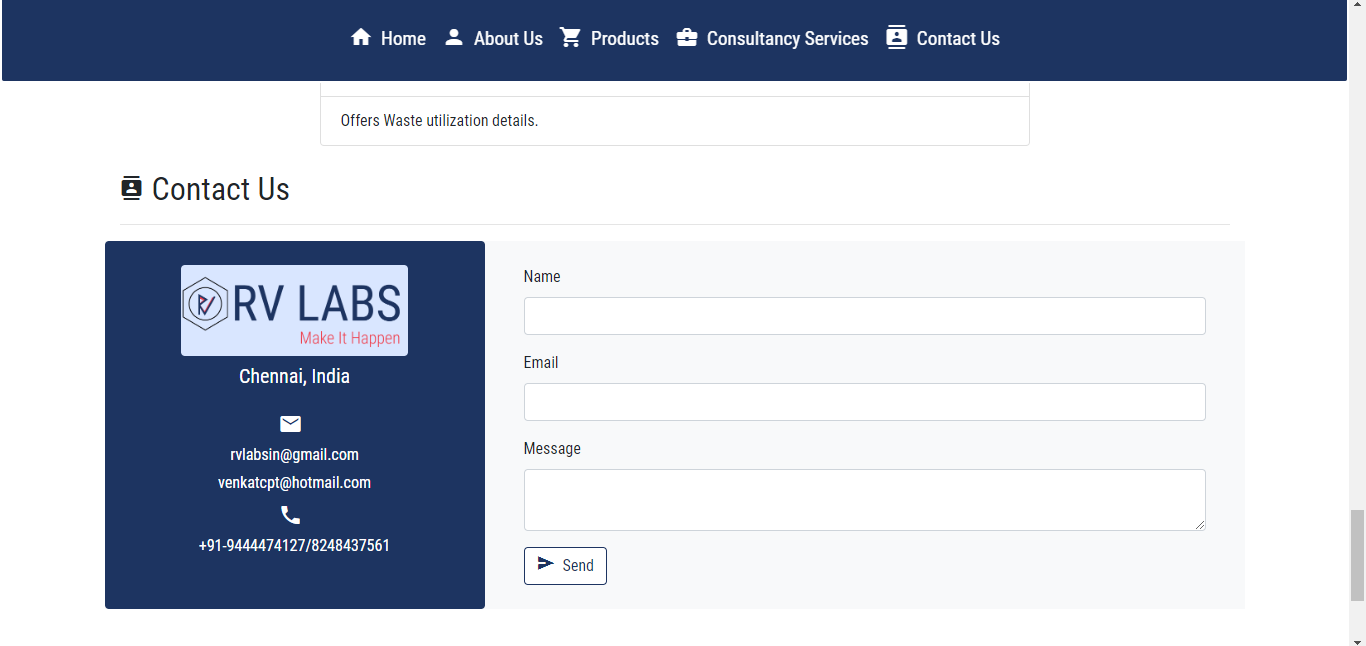 Home About Us Products Consultancy Services Contact Us
Offers Waste utilization details.
Contact Us
RV LABS
Make It Happen
Chennai, India
rvlabsin@gmail.com
venkatcpt@hotmail.com
+91-9444474127/8248437561
Name
Email
Message
Send